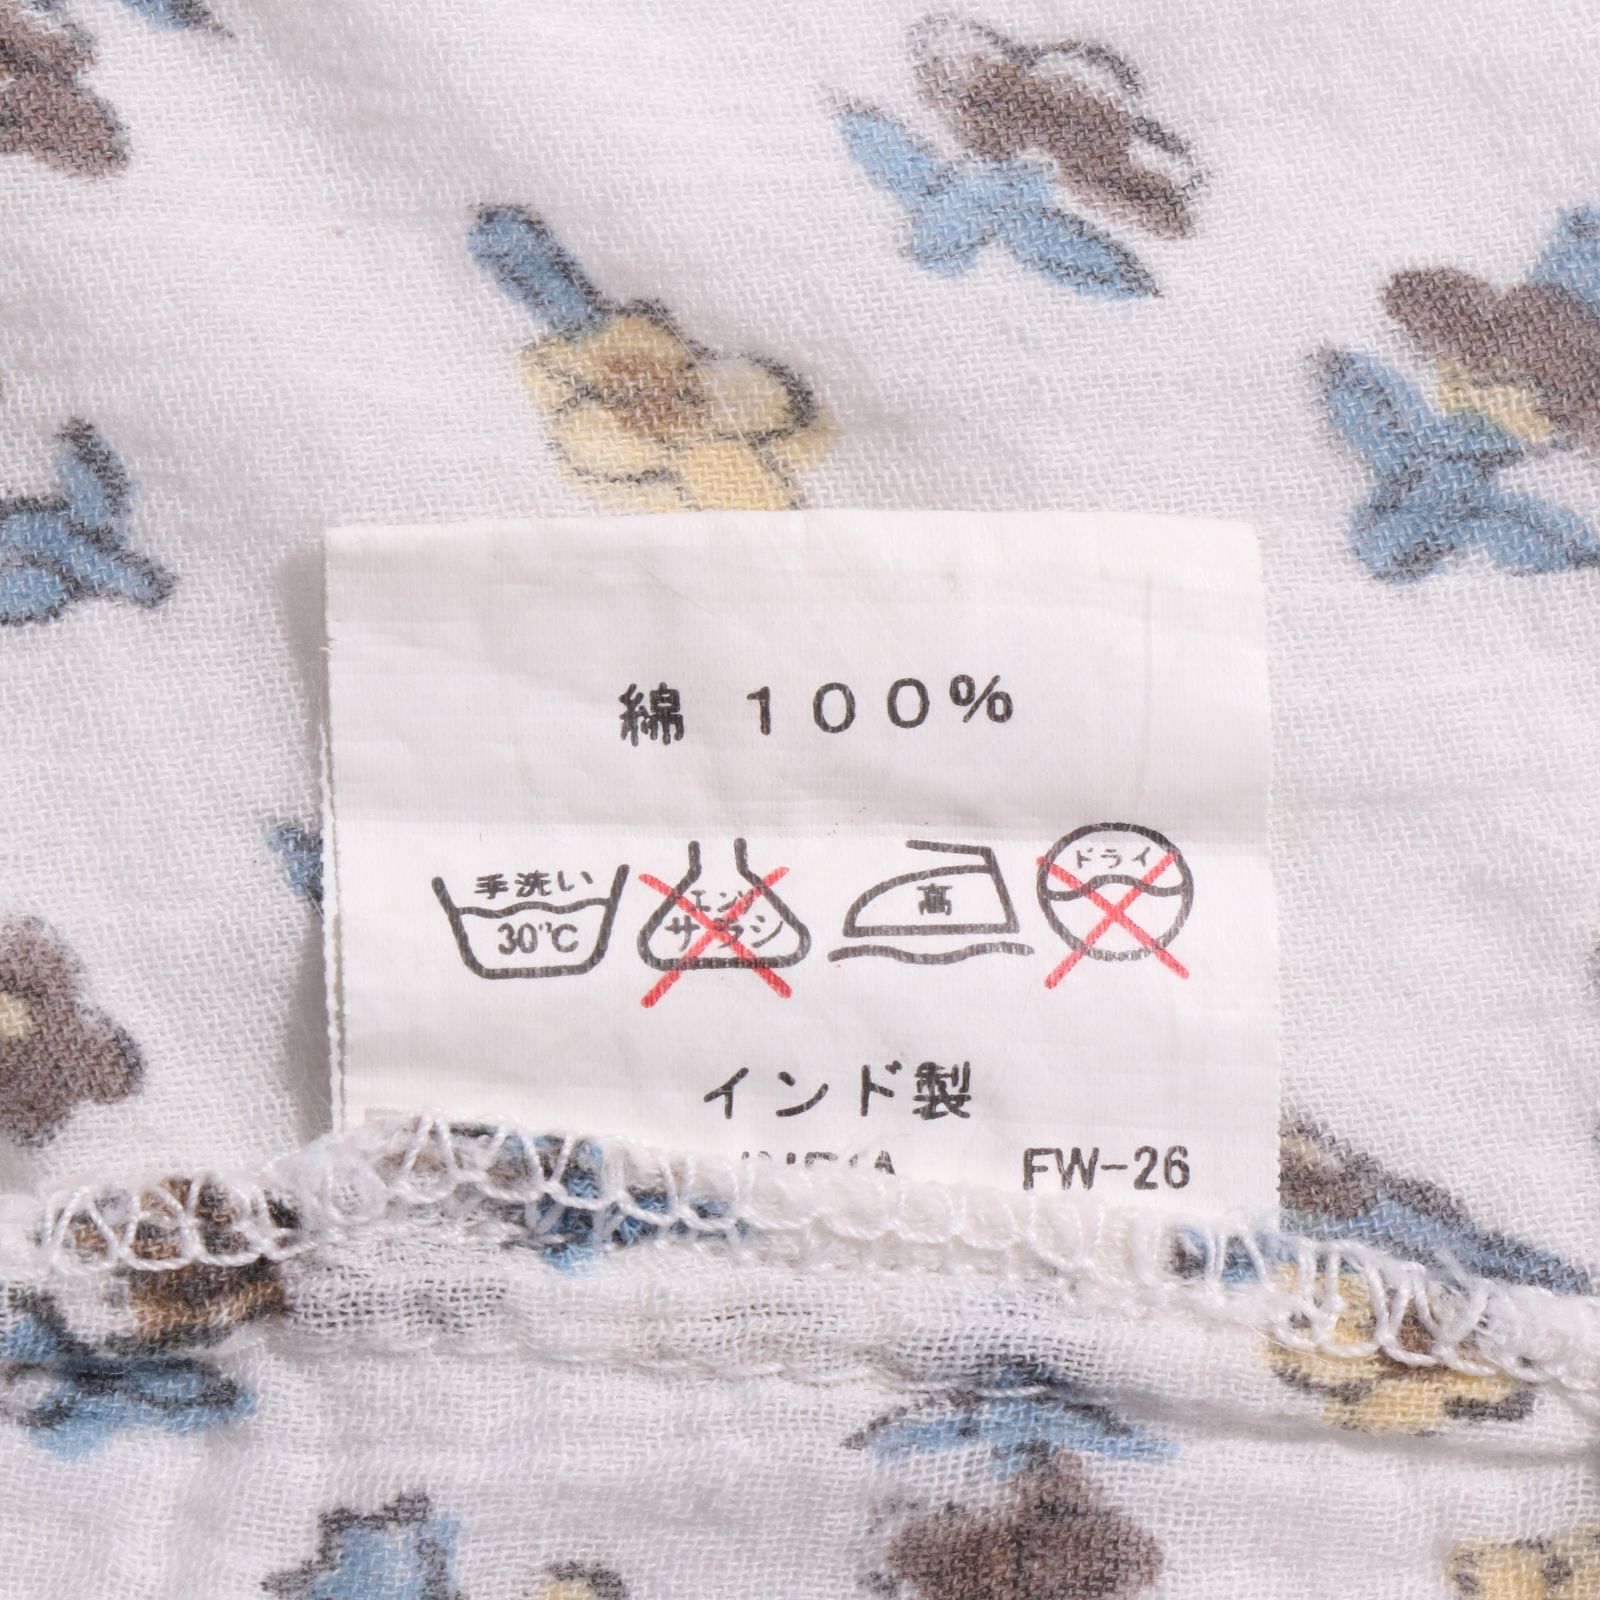 綿 100%
手洗い
30℃
エンソ
サラシ
高
ドライ
インド製
INDIA FW-26